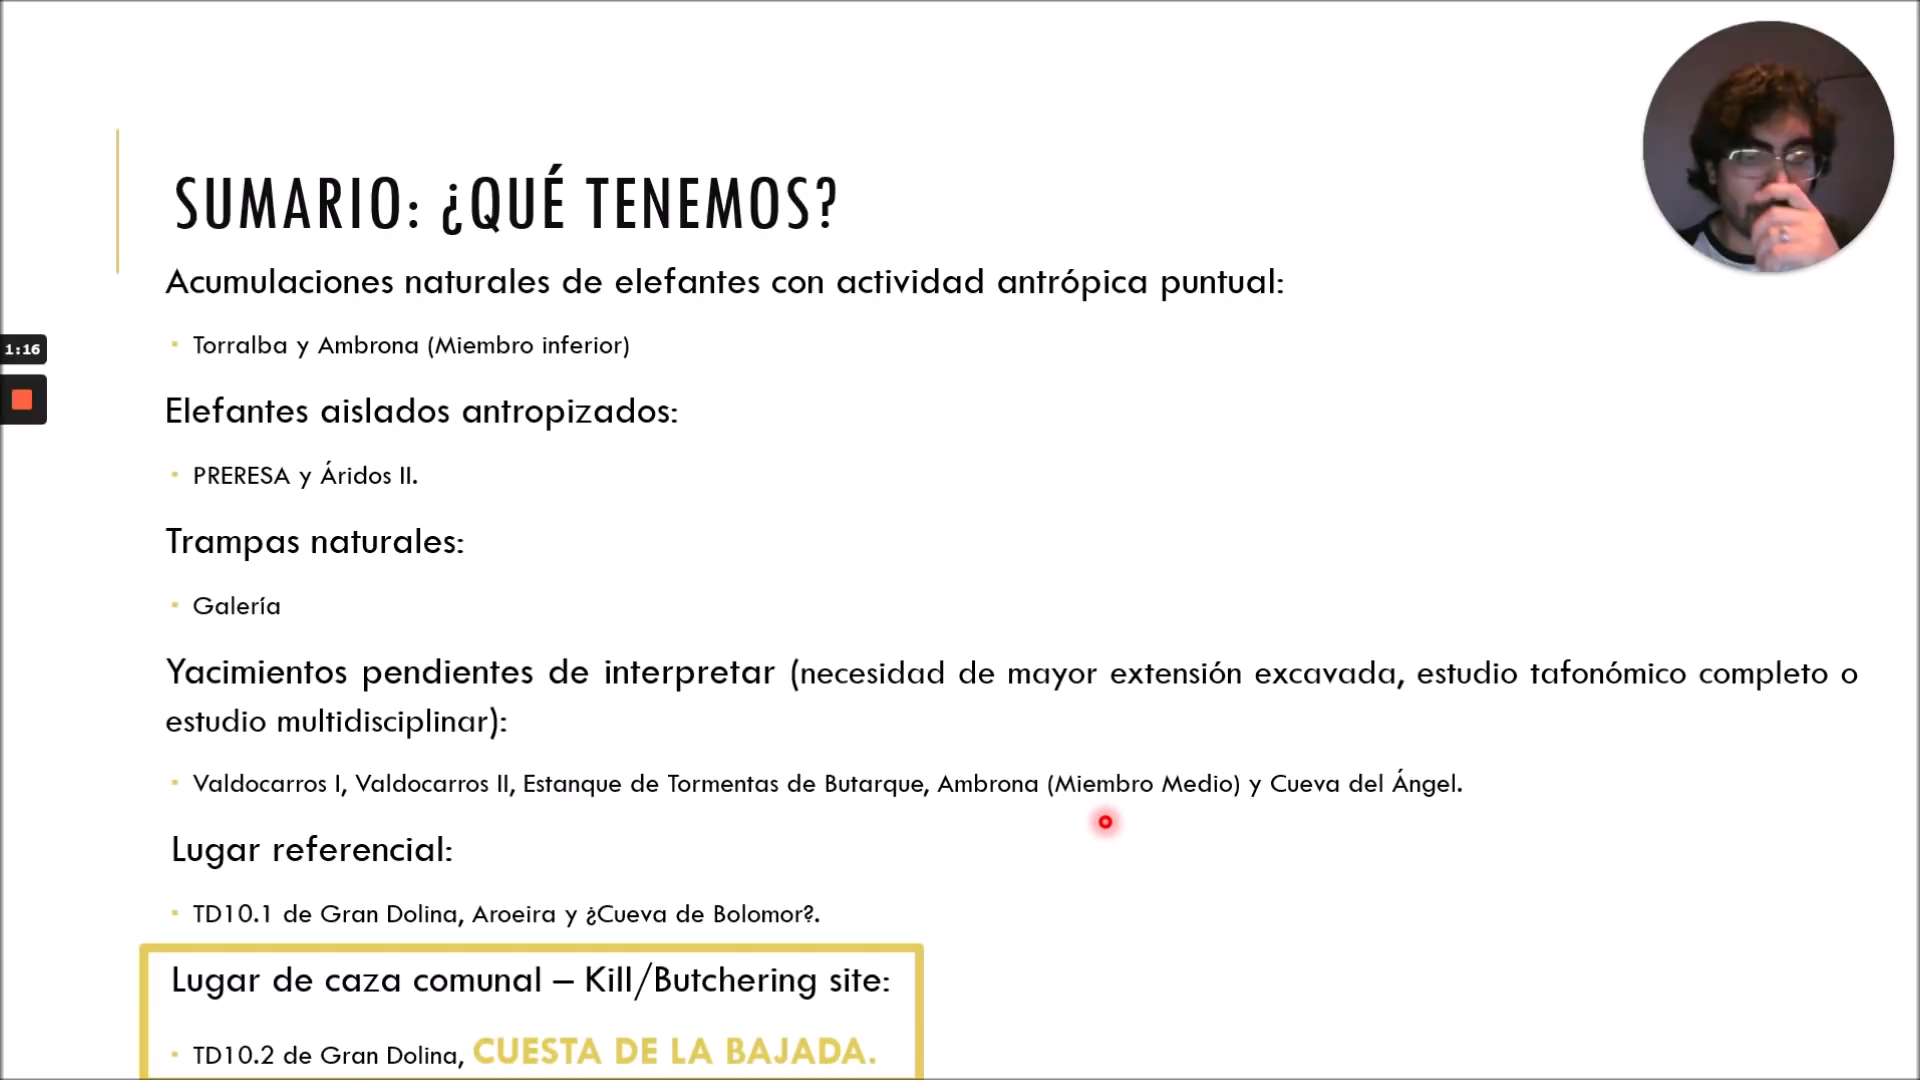 SUMARIO: ¿QUÉ TENEMOS?
Acumulaciones naturales de elefantes con actividad antrópica puntual:
1:16
▪ Torralba y Ambrona (Miembro inferior)
Elefantes aislados antropizados:
▪ PRERESA y Áridos II.
Trampas naturales:
▪ Galería
Yacimientos pendientes de interpretar (necesidad de mayor extensión excavada, estudio tafonómico completo o
estudio multidisciplinar):
▪ Valdocarros I, Valdocarros II, Estanque de Tormentas de Butarque, Ambrona (Miembro Medio) y Cueva del Ángel.
Lugar referencial:
▪ TD10.1 de Gran Dolina, Aroeira y ¿Cueva de Bolomor?.
Lugar de caza comunal – Kill/Butchering site:
▪ TD10.2 de Gran Dolina, CUESTA DE LA BAJADA.